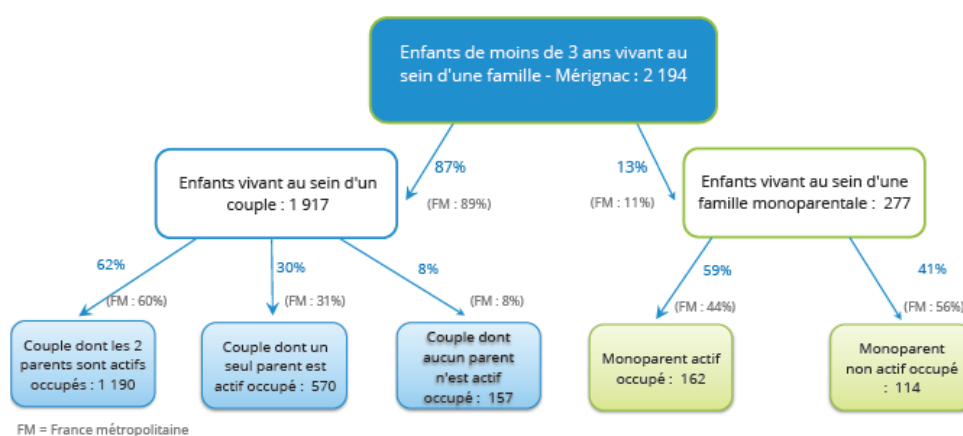 Enfants de moins de 3 ans vivant au
sein d'une famille - Mérignac : 2 194
87%
13%
(FM : 89%)
(FM : 11%)
Enfants vivant au sein d'un
couple : 1 917
Enfants vivant au sein d'une
famille monoparentale : 277
62%
30%
8%
59%
41%
(FM : 60%)
(FM : 31%)
(FM : 8%)
(FM : 44%)
(FM : 56%)
Couple dont les 2
parents sont actifs
occupés : 1 190
Couple dont un
seul parent est
actif occupé : 570
Couple dont
aucun parent
n'est actif
occupé : 157
Monoparent actif
occupé : 162
Monoparent
non actif occupé
: 114
FM = France métropolitaine